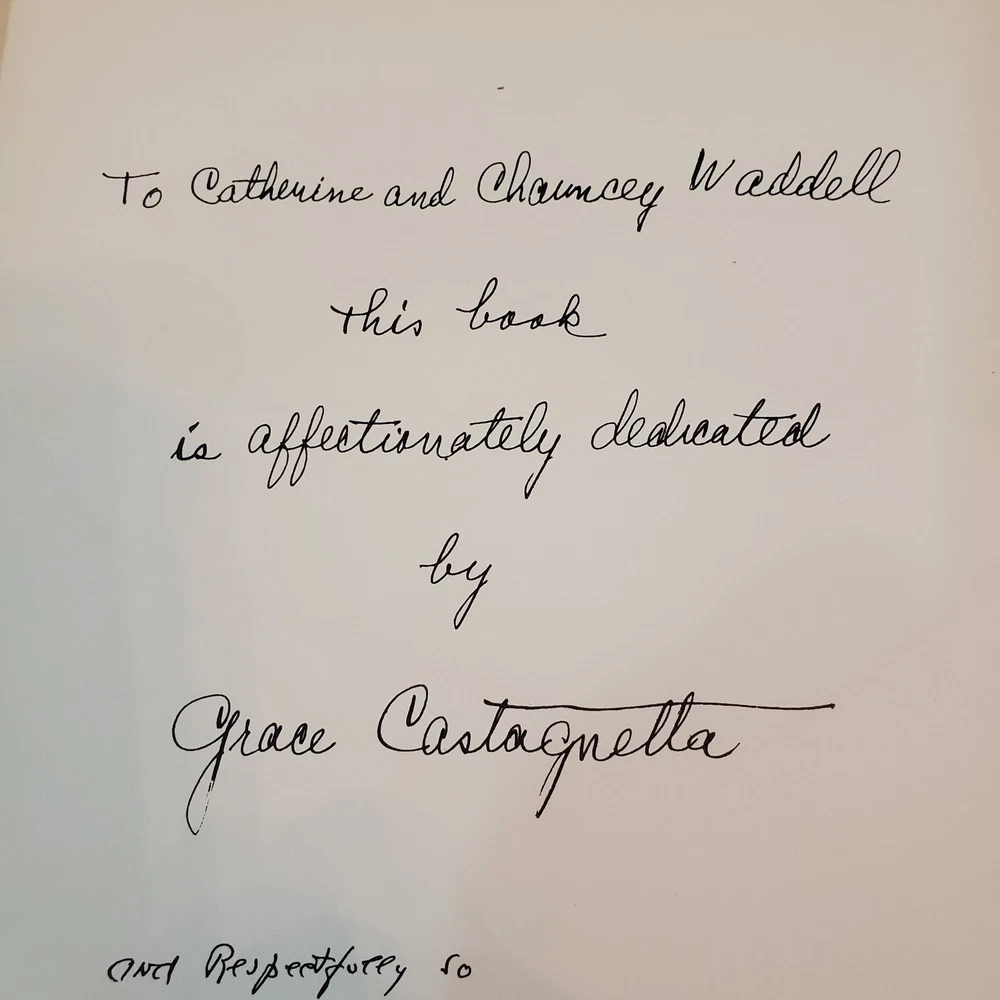 To Catherine and Chauncey Waddell
this book
is affectionately dedicated
by
Grace Castagnetta
and Respectfully so